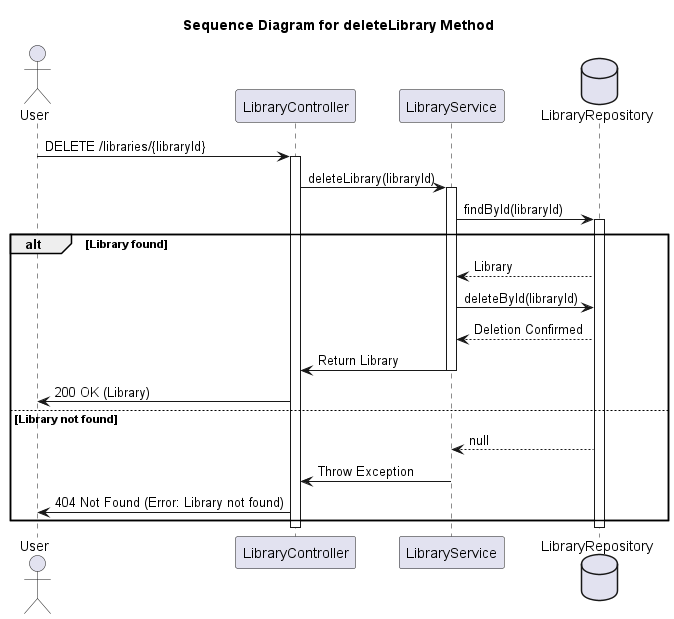 Sequence Diagram for deleteLibrary Method
User
LibraryController
LibraryService
LibraryRepository
DELETE /libraries/{libraryId}
deleteLibrary(libraryId)
findById(libraryId)
alt
[Library found]
Library
deleteById(libraryId)
Deletion Confirmed
Return Library
200 OK (Library)
[Library not found]
null
Throw Exception
404 Not Found (Error: Library not found)
User
LibraryController
LibraryService
LibraryRepository